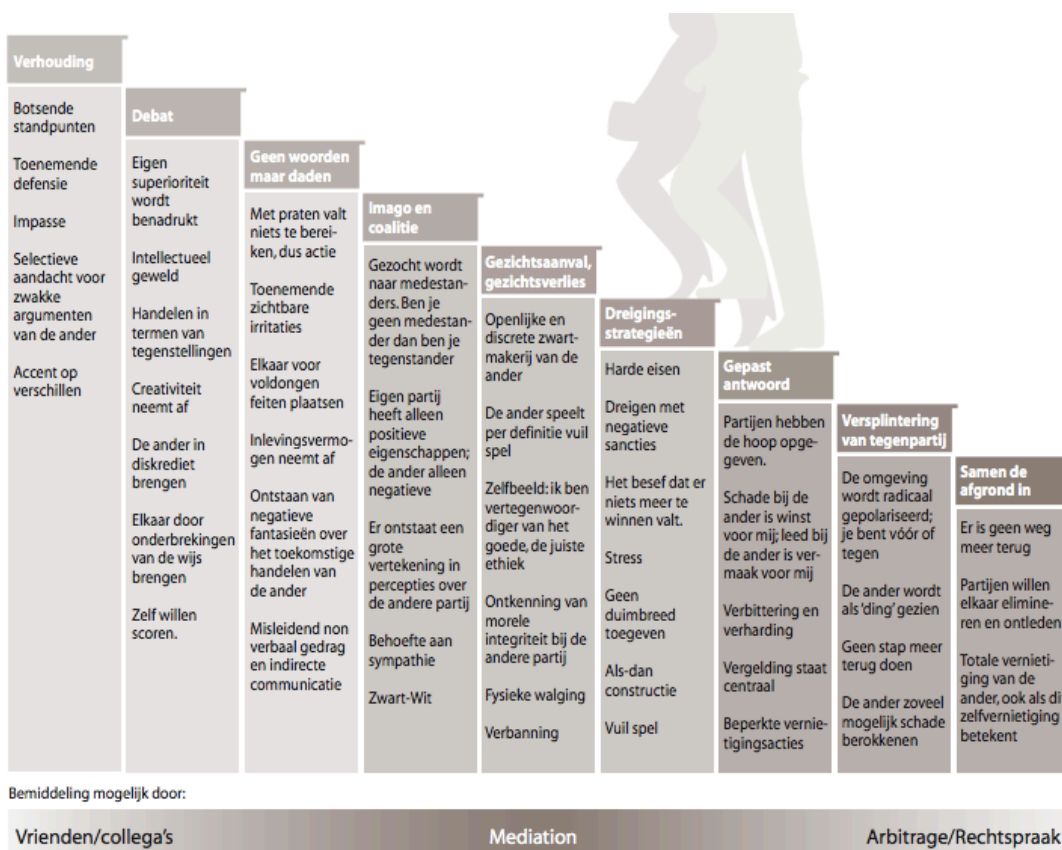 Verhouding
Botsende
standpunten
Toenemende
defensie
Impasse
Selectieve
aandacht voor
zwakke
argumenten
van de ander
Accent op
verschillen
Debat
Eigen
superioriteit
wordt
benadrukt
Intellectueel
geweld
Handelen in
termen van
tegenstellingen
Creativiteit
neemt af
De ander in
diskrediet
brengen
Elkaar door
onderbrekingen
van de wijs
brengen
Zelf willen
scoren.
Geen woorden
maar daden
Met praten valt
niets te berei-
ken, dus actie
Toenemende
zichtbare
irritaties
Elkaar voor
voldongen
feiten plaatsen
Inlevingsvermo-
gen neemt af
Ontstaan van
negatieve
fantasieën over
het toekomstige
handelen van
de ander
Misleidend non
verbaal gedrag
en indirecte
communicatie
Imago en
coalitie
Gezocht wordt
naar medestan-
ders. Ben je
geen medestan-
der dan ben je
tegenstander
Eigen partij
heeft alleen
positieve
eigenschappen;
de ander alleen
negatieve
Er ontstaat een
grote
vertekening in
percepties over
de andere partij
Behoefte aan
sympathie
Zwart-Wit
Gezichtsaanval,
gezichtsverlies
Openlijke en
discrete zwart-
makerij van de
ander
De ander speelt
per definitie vuil
spel
Zelfbeeld: ik ben
vertegenwoor-
diger van het
goede, de juiste
ethiek
Ontkenning van
morele
integriteit bij de
andere partij
Fysieke walging
Verbanning
Dreigings-
strategieën
Harde eisen
Dreigen met
negatieve
sancties
Het besef dat er
niets meer te
winnen valt.
Stress
Geen
duimbreed
toegeven
Als-dan
constructie
Vuil spel
Gepast
antwoord
Partijen hebben
de hoop opge-
geven.
Schade bij de
ander is winst
voor mij; leed bij
de ander is ver-
maak voor mij
Verbittering en
verharding
Vergelding staat
centraal
Beperkte vernie-
tigingsacties
Versplintering
van tegenpartij
De omgeving
wordt radicaal
gepolariseerd;
je bent vóór of
tegen
De ander wordt
als 'ding' gezien
Geen stap meer
terug doen
De ander zoveel
mogelijk schade
berokkenen
Samen de
afgrond in
Er is geen weg
meer terug
Partijen willen
elkaar elimine-
ren en ontleden
Totale vernieti-
ging van de
ander, ook als di
zelfvernietiging
betekent
Bemiddeling mogelijk door:
Vrienden/collega's
Mediation
Arbitrage/Rechtspraak